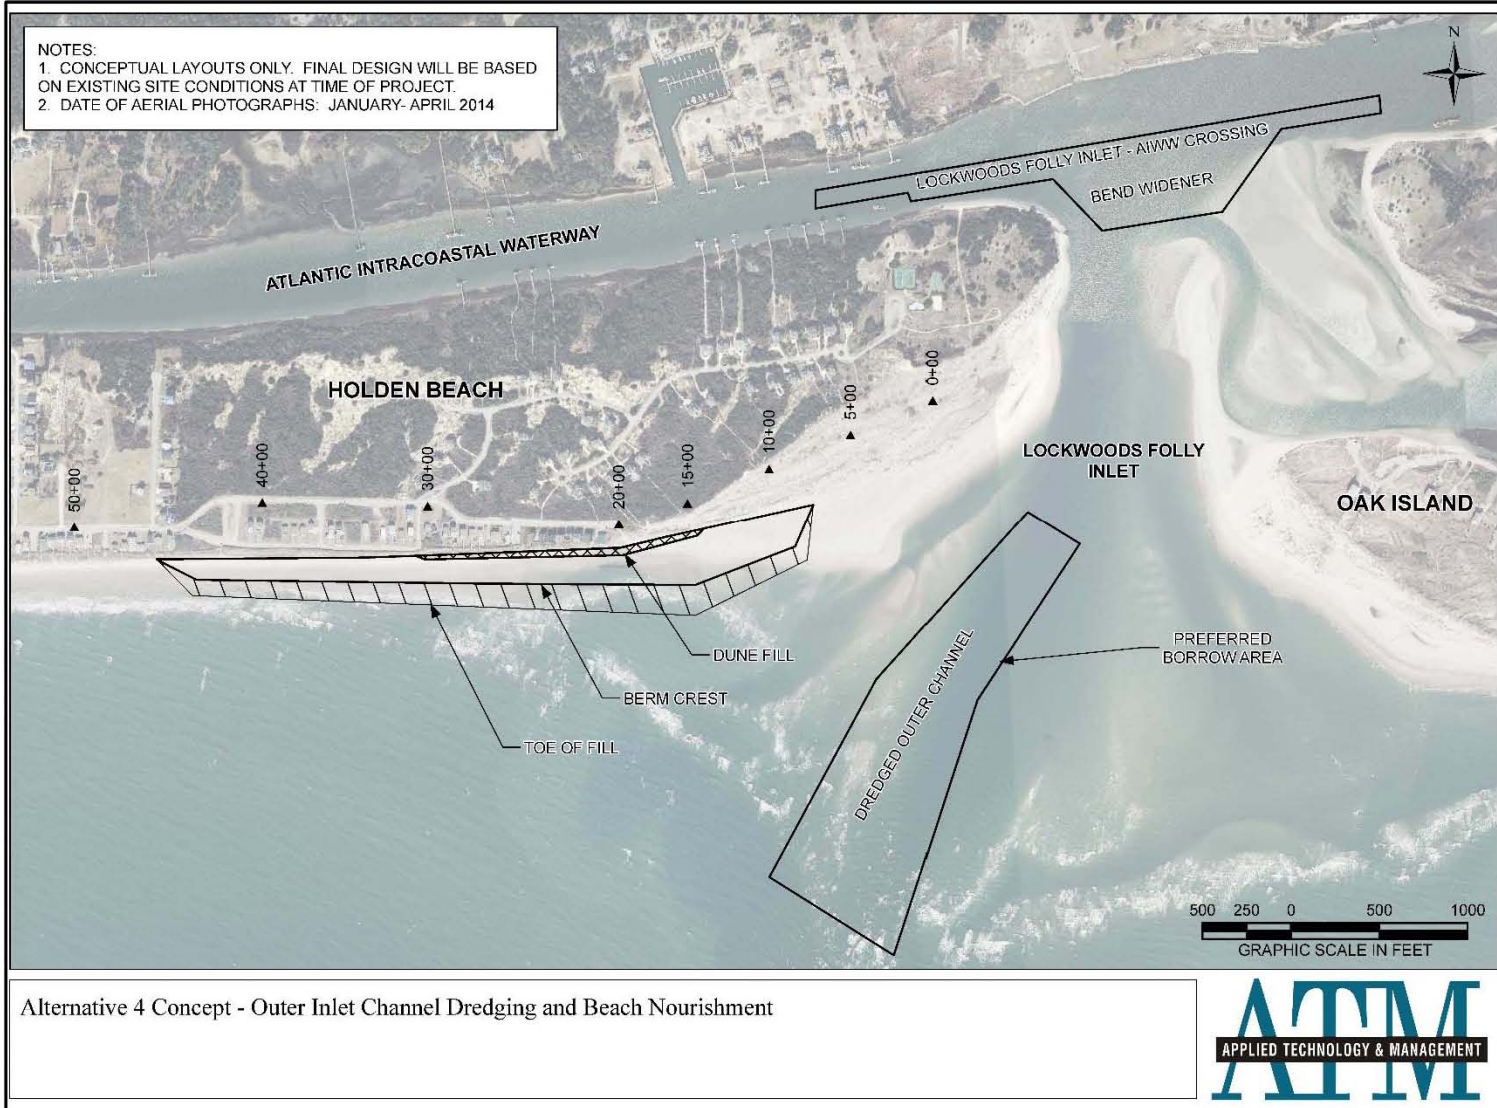 NOTES:
1. CONCEPTUAL LAYOUTS ONLY. FINAL DESIGN WILL BE BASED
ON EXISTING SITE CONDITIONS AT TIME OF PROJECT.
2. DATE OF AERIAL PHOTOGRAPHS: JANUARY- APRIL 2014
N
LOCKWOODS FOLLY INLET - AIWW CROSSING
BEND WIDENER
ATLANTIC INTRACOASTAL WATERWAY
HOLDEN BEACH
50+00
40+00
30+00
20+00
15+00
10+00
5+00
0+00
LOCKWOODS FOLLY
INLET
OAK ISLAND
DUNE FILL
BERM CREST
TOE OF FILL
DREDGED OUTER CHANNEL
PREFERRED
BORROW AREA
500 250 0 500 1000
GRAPHIC SCALE IN FEET
Alternative 4 Concept - Outer Inlet Channel Dredging and Beach Nourishment
ATM
APPLIED TECHNOLOGY & MANAGEMENT